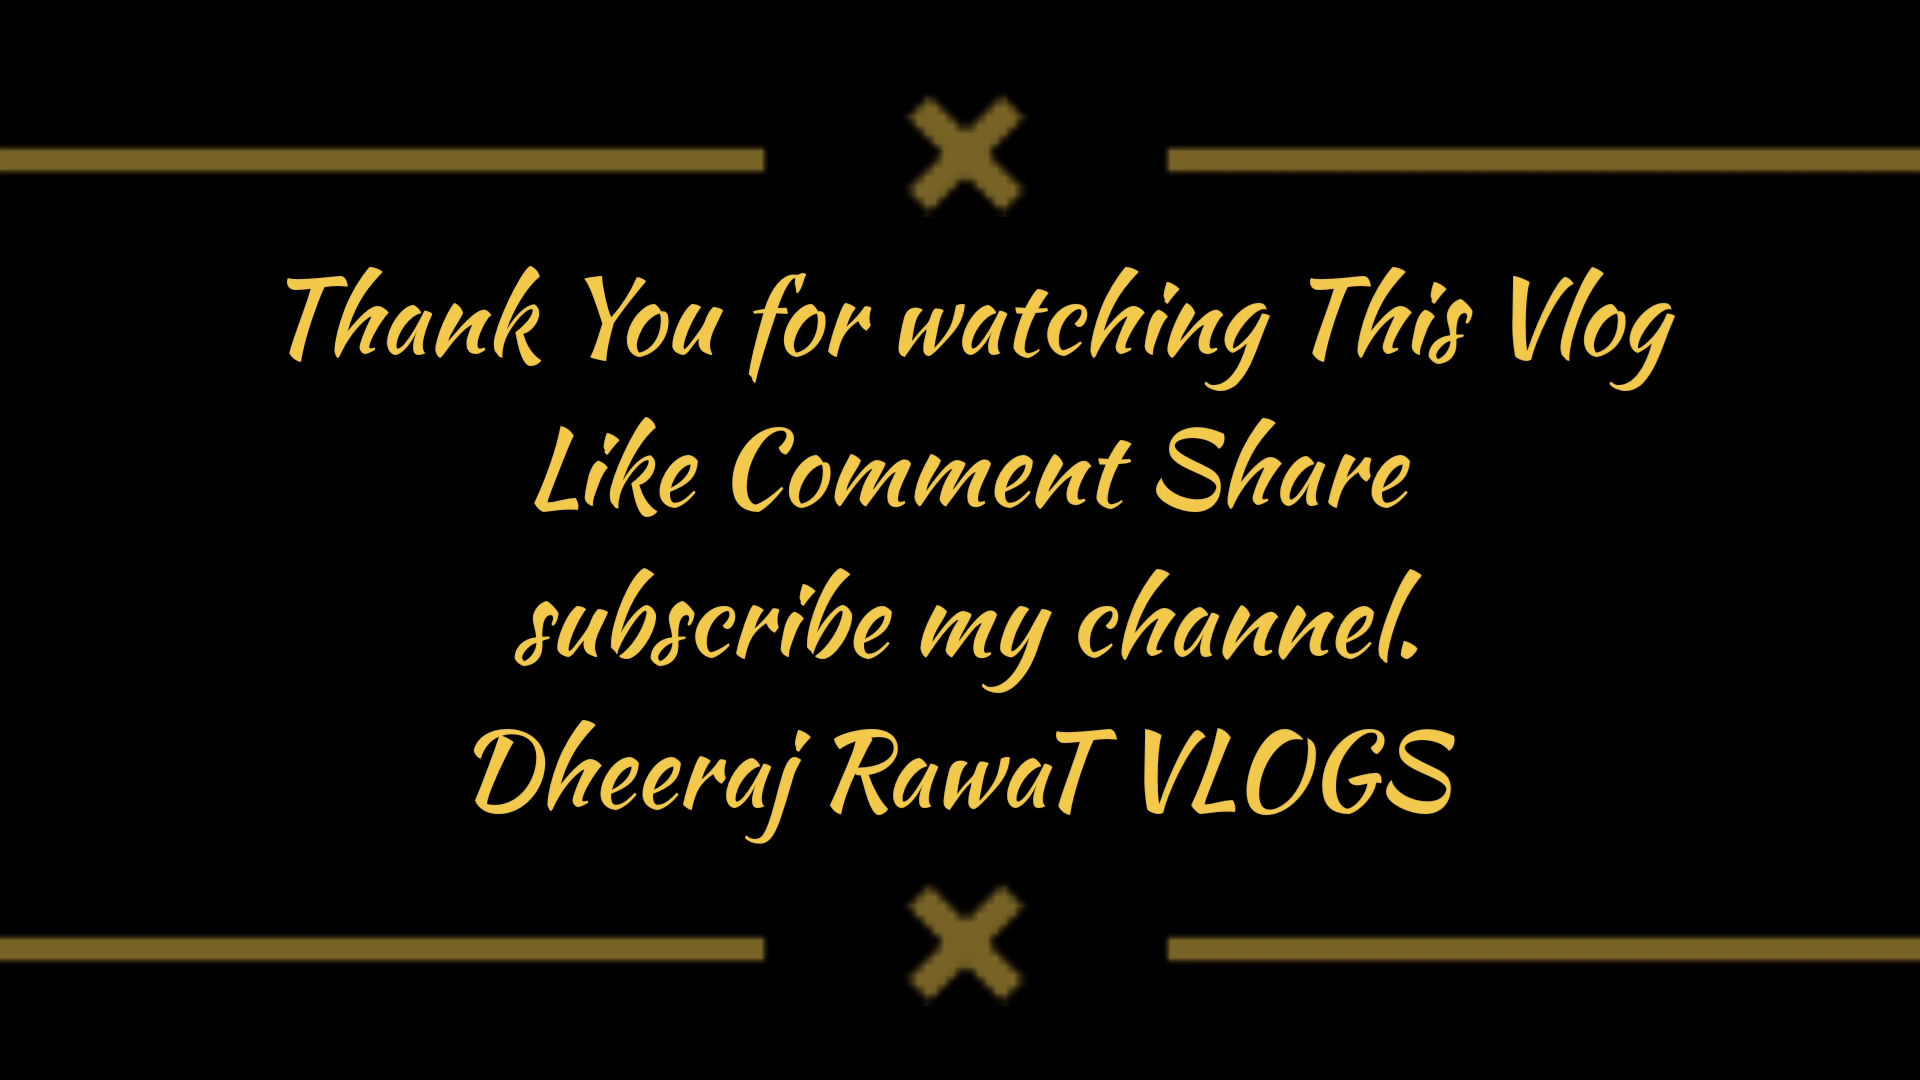 Thank You for watching This Vlog
Like Comment Share
subscribe my channel.
Dheeraj RawaT VLOGS